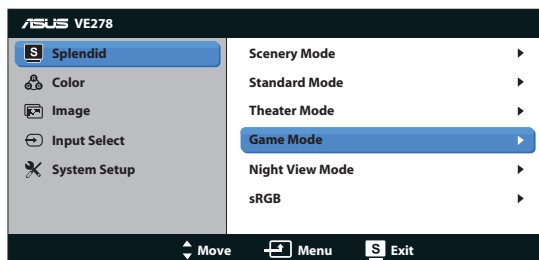 ASUS VE278
S Splendid
Color
Image
Input Select
System Setup
Scenery Mode
Standard Mode
Theater Mode
Game Mode
Night View Mode
sRGB
Move Menu S Exit